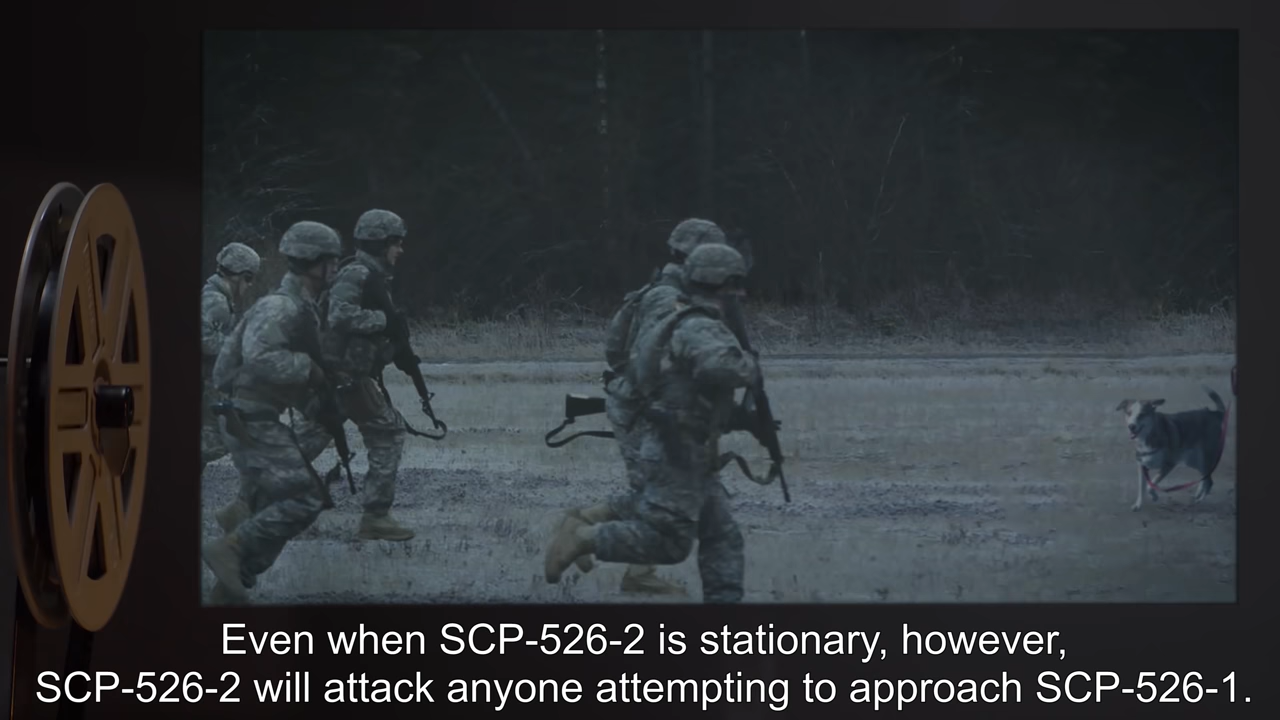 Even when SCP-526-2 is stationary, however,
SCP-526-2 will attack anyone attempting to approach SCP-526-1.